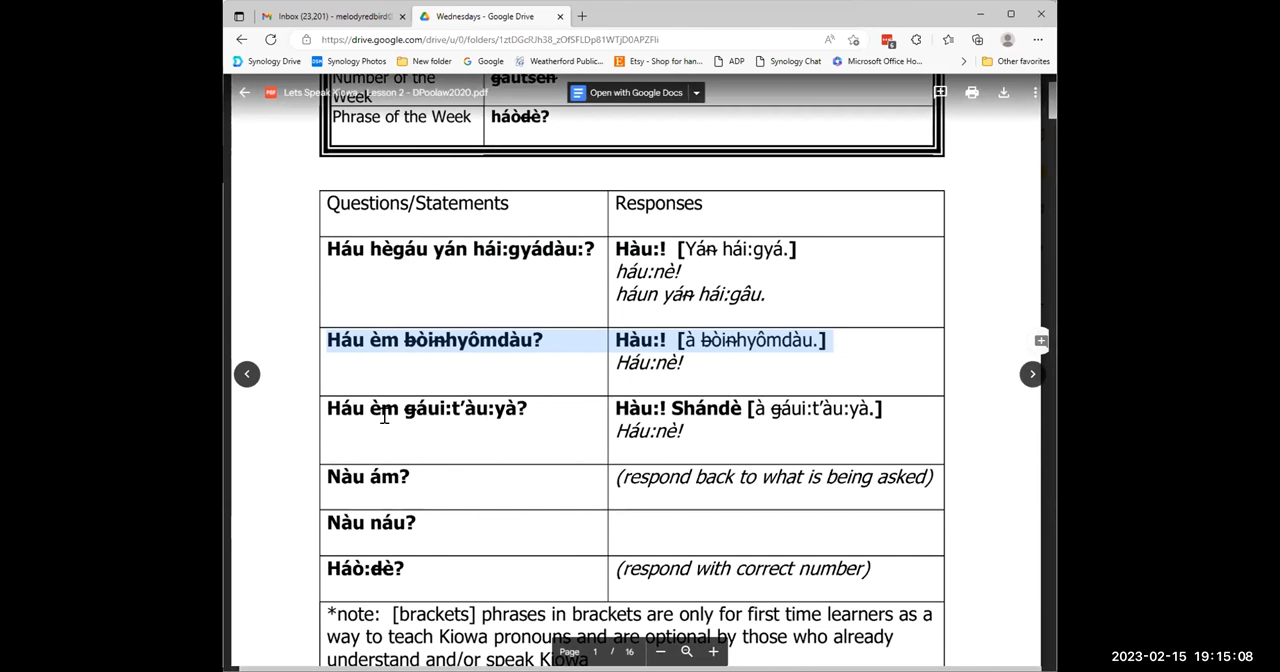 Inbox (23,201) - melodyredbird
Wednesdays - Google Drive
https://drive.google.com/drive/u/0/folders/1ztDGcRJh38_zOfSFLDp81WTjD0APZFli
Synology Drive Synology Photos New folder Google Weatherford Public... Etsy - Shop for han... ADP Synology Chat Microsoft Office Ho... Other favorites
Number of the Week
gáutsen
Lets Speak Kiowa - Lesson 2 - DPoolaw2020.pdf
Open with Google Docs
Phrase of the Week háòdè?
Questions/Statements Responses
Háu hègáu yán hái:gyádàu:? Hàu:! [Yán hái:gyá.]
háu:nè!
háun yán hái:gâu.
Háu èm bòinhyômdàu? Hàu:! [à bòinhyômdàu.]
Háu:nè!
Háu èm gáui:t'àu:yà? Hàu:! Shándè [à gáui:t'àu:yà.]
Háu:nè!
Nàu ám? (respond back to what is being asked)
Nàu náu?
Háò:dè? (respond with correct number)
*note: [brackets] phrases in brackets are only for first time learners as a
way to teach Kiowa pronouns and are optional by those who already
understand and/or speak Kiowa
Page 1 / 16
2023-02-15 19:15:08